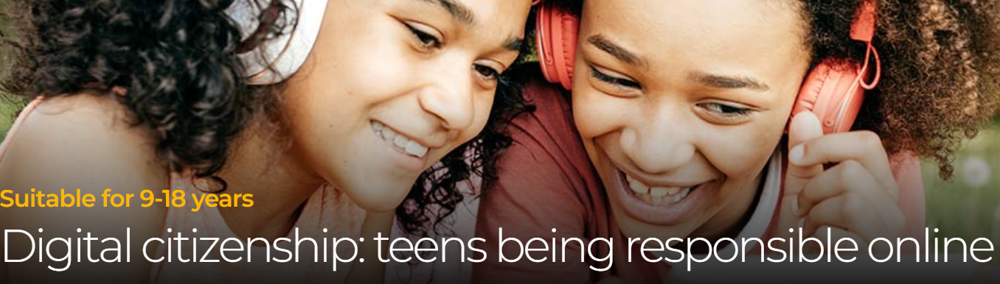 Suitable for 9-18 years
Digital citizenship: teens being responsible online